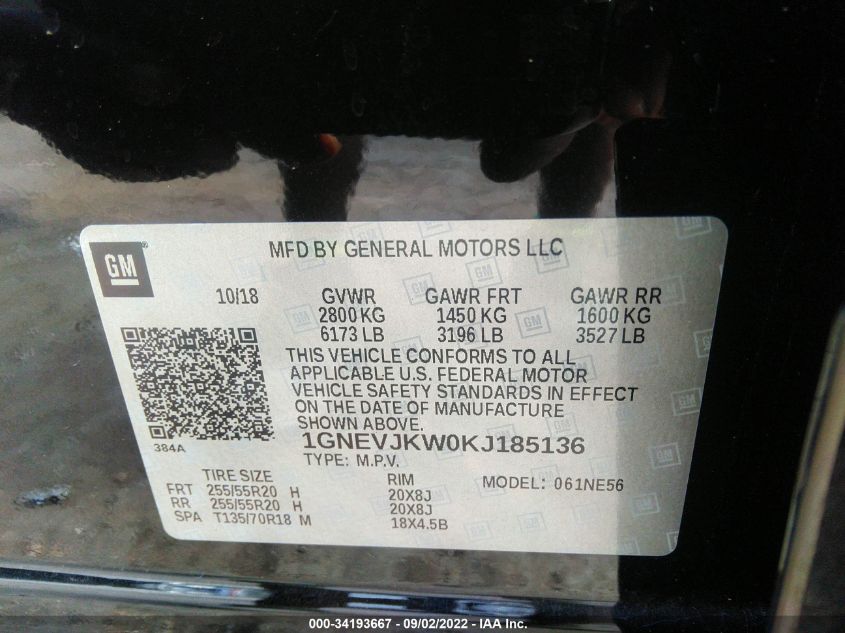 GM
MFD BY GENERAL MOTORS LLC
10/18 GVWR GAWR FRT GAWR RR
2800 KG 1450 KG 1600 KG
6173 LB 3196 LB 3527 LB
THIS VEHICLE CONFORMS TO ALL
APPLICABLE U.S. FEDERAL MOTOR
VEHICLE SAFETY STANDARDS IN EFFECT
ON THE DATE OF MANUFACTURE
SHOWN ABOVE.
384A
1GNEVJKW0KJ185136
TYPE: M.P.V.
TIRE SIZE RIM MODEL: 061NE56
FRT 255/55R20 H 20X8J
RR 255/55R20 H 20X8J
SPA T135/70R18 M 18X4.5B
000-34193667 - 09/02/2022 - IAA Inc.